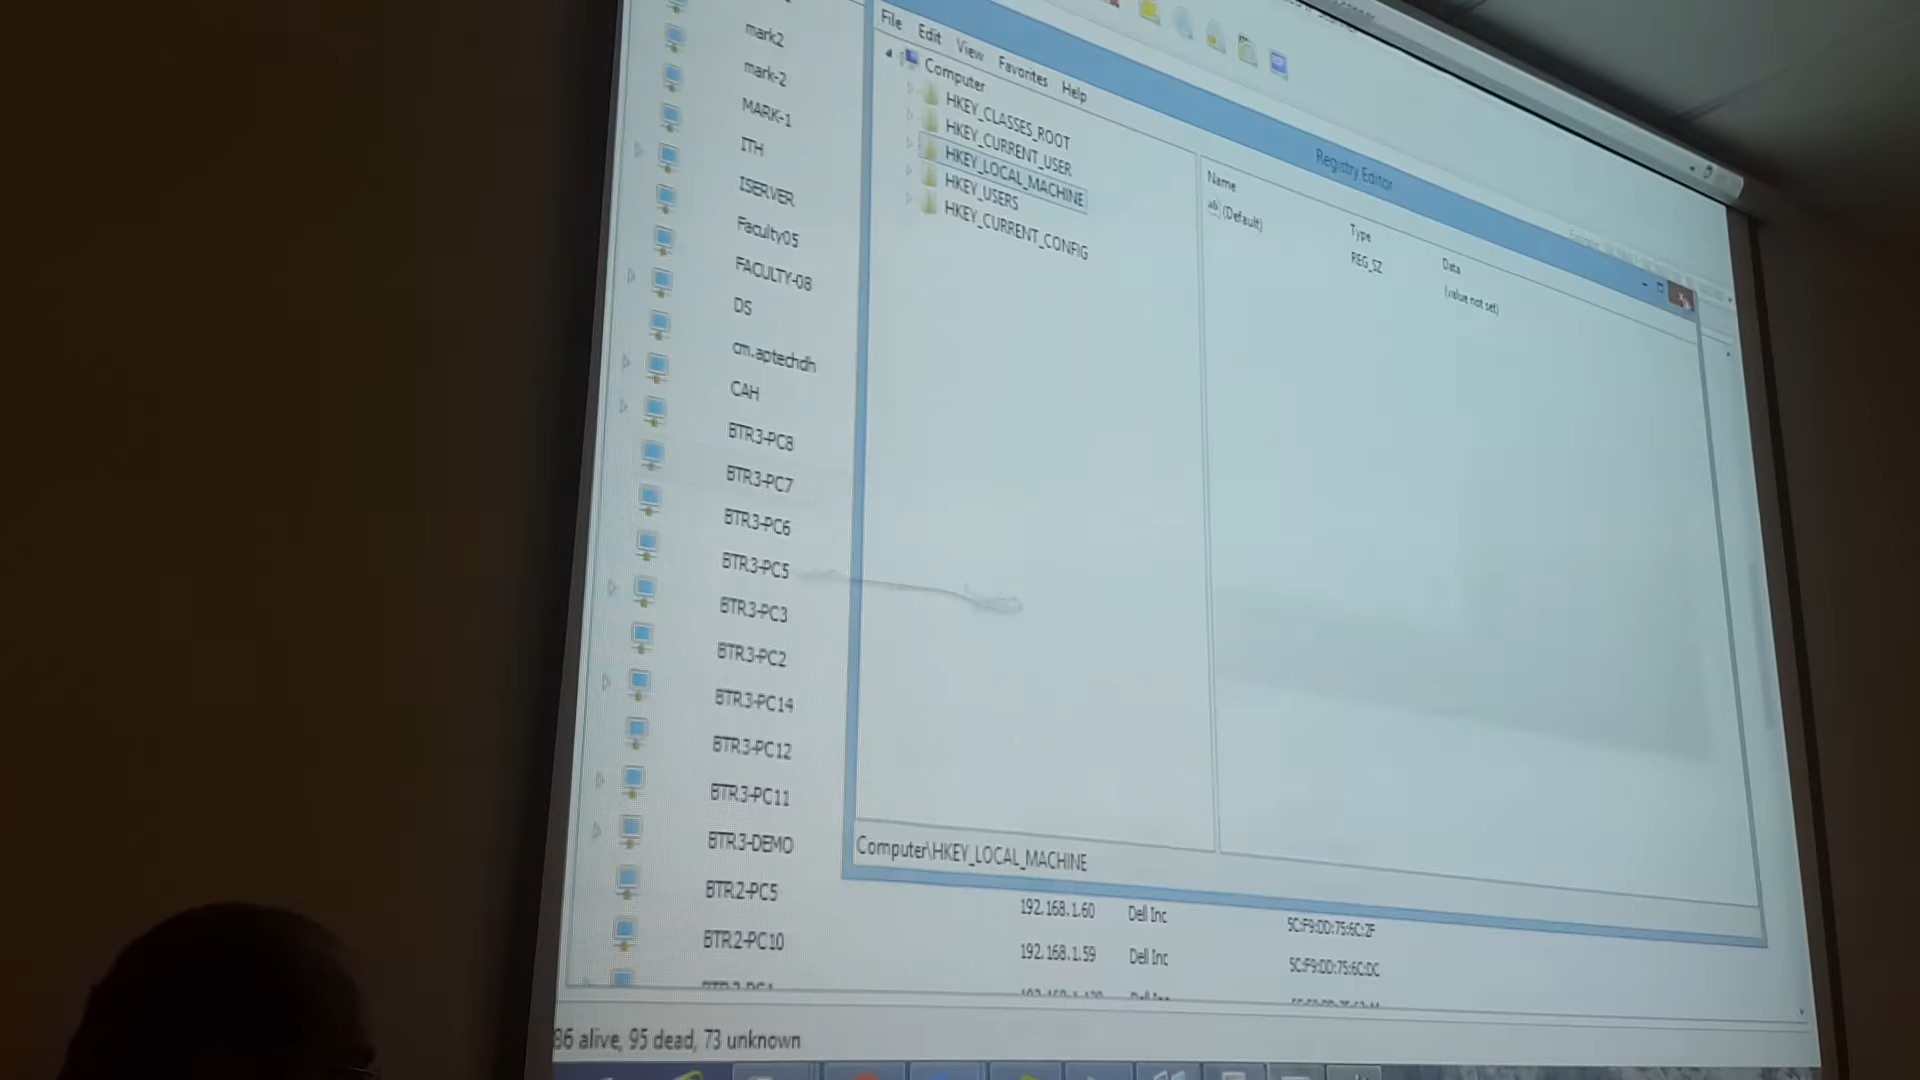 mark2
mark-2
MARK-1
ITH
ISERVER
Faculty05
FACULTY-08
DS
cm.aptechdh
CAH
BTR3-PC8
BTR3-PC7
BTR3-PC6
BTR3-PC5
BTR3-PC3
BTR3-PC2
BTR3-PC14
BTR3-PC12
BTR3-PC11
BTR3-DEMO
BTR2-PC5
BTR2-PC10
Registry Editor
File Edit View Favorites Help
Computer
HKEY_CLASSES_ROOT
HKEY_CURRENT_USER
HKEY_LOCAL_MACHINE
HKEY_USERS
HKEY_CURRENT_CONFIG
Name Type Data
ab (Default) REG_SZ (value not set)
Computer\HKEY_LOCAL_MACHINE
192.168.1.60 Dell Inc 5C:F9:DD:75:6C:2F
192.168.1.59 Dell Inc 5C:F9:DD:75:6C:DC
86 alive, 95 dead, 73 unknown